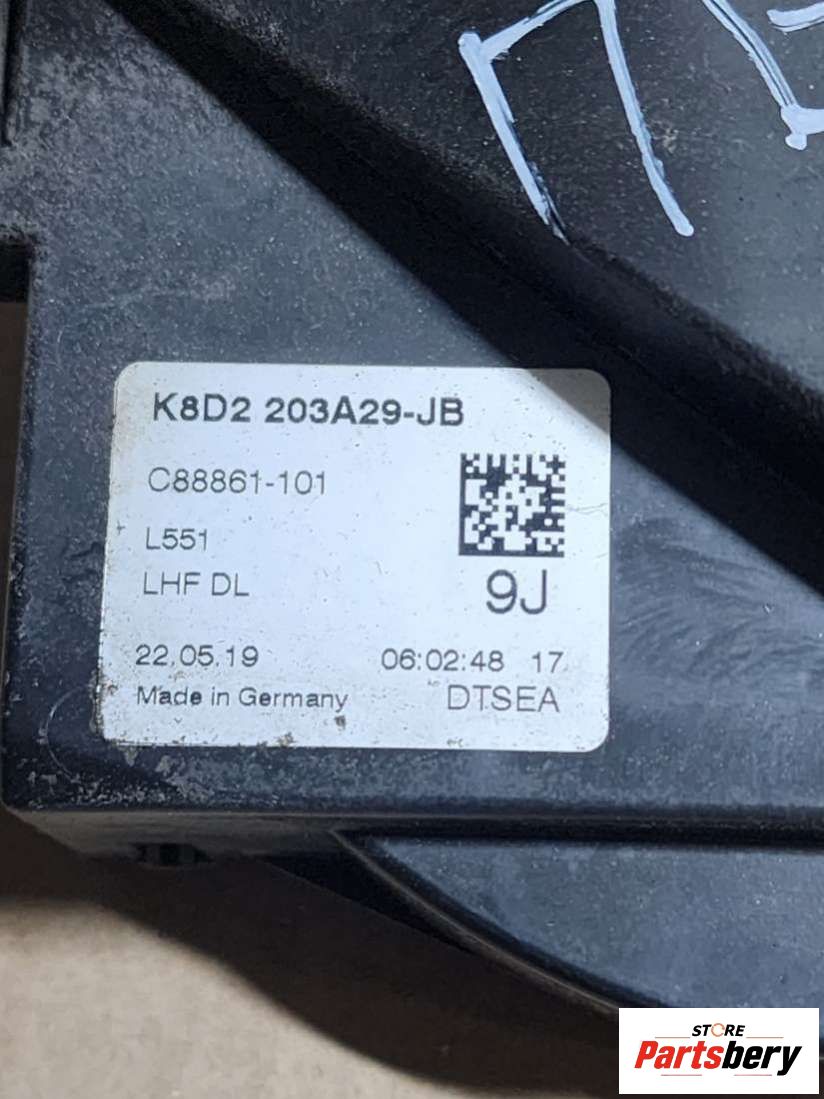 K8D2 203A29-JB
C88861-101
L551
LHF DL
9J
22.05.19 06:02:48 17
Made in Germany DTSEA
STORE
Partsbery